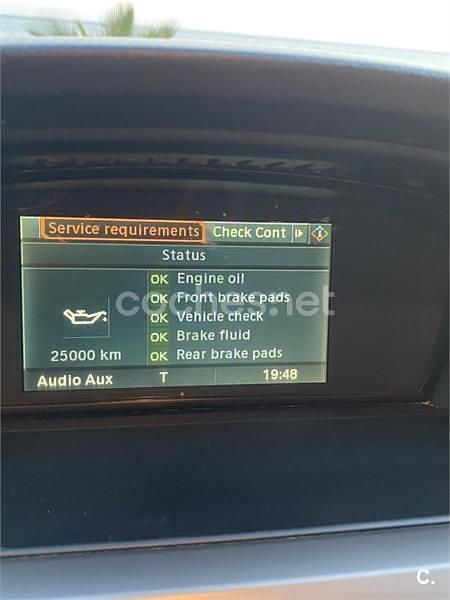 Service requirements Check Cont
Status
OK Engine oil
OK Front brake pads
OK Vehicle check
OK Brake fluid
25000 km OK Rear brake pads
Audio Aux T 19:48
coches.net
C.